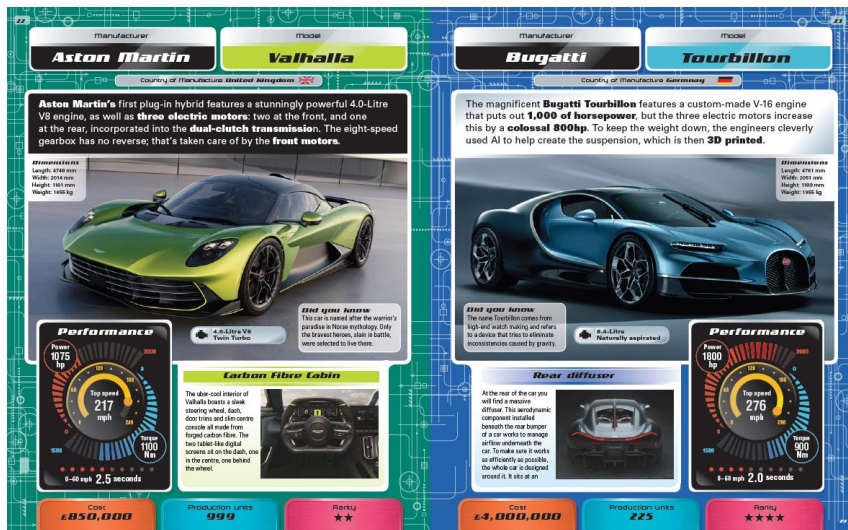 22
Manufacturer
Model
Aston Martin
Valhalla
Country of Manufacture United Kingdom
Aston Martin's first plug-in hybrid features a stunningly powerful 4.0-Litre
V8 engine, as well as three electric motors: two at the front, and one
at the rear, incorporated into the dual-clutch transmission. The eight-speed
gearbox has no reverse; that's taken care of by the front motors.
Dimensions
Length: 4748 mm
Width: 2014 mm
Height: 1161 mm
Weight: 1655 kg
Did you know
This car is named after the warrior's
paradise in Norse mythology. Only
the bravest heroes, slain in battle,
were selected to live there.
4.0-Litre V8
Twin Turbo
Performance
Power
1075
hp
2000
0
Top speed
217
mph
0
1500
Torque
1100
Nm
0–60 mph 2.5 seconds
Carbon Fibre Cabin
The uber-cool interior of
Valhalla boasts a sleek
steering wheel, dash,
door trims and slim centre
console all made from
forged carbon fibre. The
two tablet-like digital
screens sit on the dash, one
in the centre, one behind
the wheel.
Cost
£850,000
Production units
999
Rarity
★★
23
Manufacturer
Model
Bugatti
Tourbillon
Country of Manufacture Germnay
The magnificent Bugatti Tourbillon features a custom-made V-16 engine
that puts out 1,000 of horsepower, but the three electric motors increase
this by a colossal 800hp. To keep the weight down, the engineers cleverly
used AI to help create the suspension, which is then 3D printed.
Dimensions
Length: 4761 mm
Width: 2051 mm
Height: 1189 mm
Weight: 1995 kg
Did you know
The name Tourbillon comes from
high-end watch making and refers
to a device that tries to eliminate
inconsistencies caused by gravity.
8.4-Litre
Naturally aspirated
Rear diffuser
At the rear of the car you
will find a massive
diffuser. This aerodynamic
component installed
beneath the rear bumper
of a car works to manage
airflow underneath the
car. To make sure it works
as efficiently as possible,
the whole car is designed
around it. It sits at an
Performance
Power
1800
hp
2000
0
Top speed
276
mph
0
1500
Torque
900
Nm
0–60 mph 2.0 seconds
Cost
£4,000,000
Production units
225
Rarity
★★★★